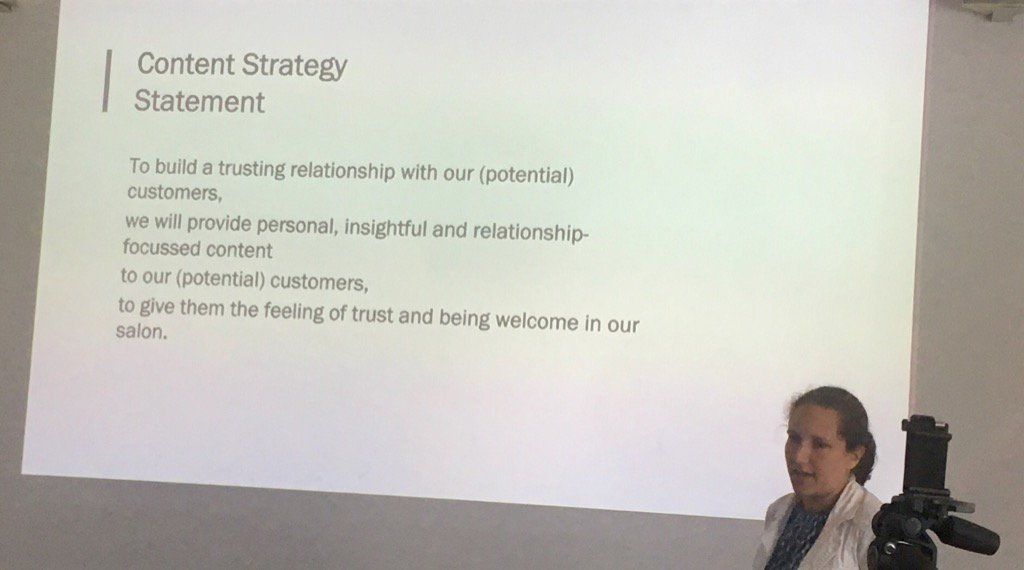 Content Strategy
Statement
To build a trusting relationship with our (potential)
customers,
we will provide personal, insightful and relationship-
focussed content
to our (potential) customers,
to give them the feeling of trust and being welcome in our
salon.